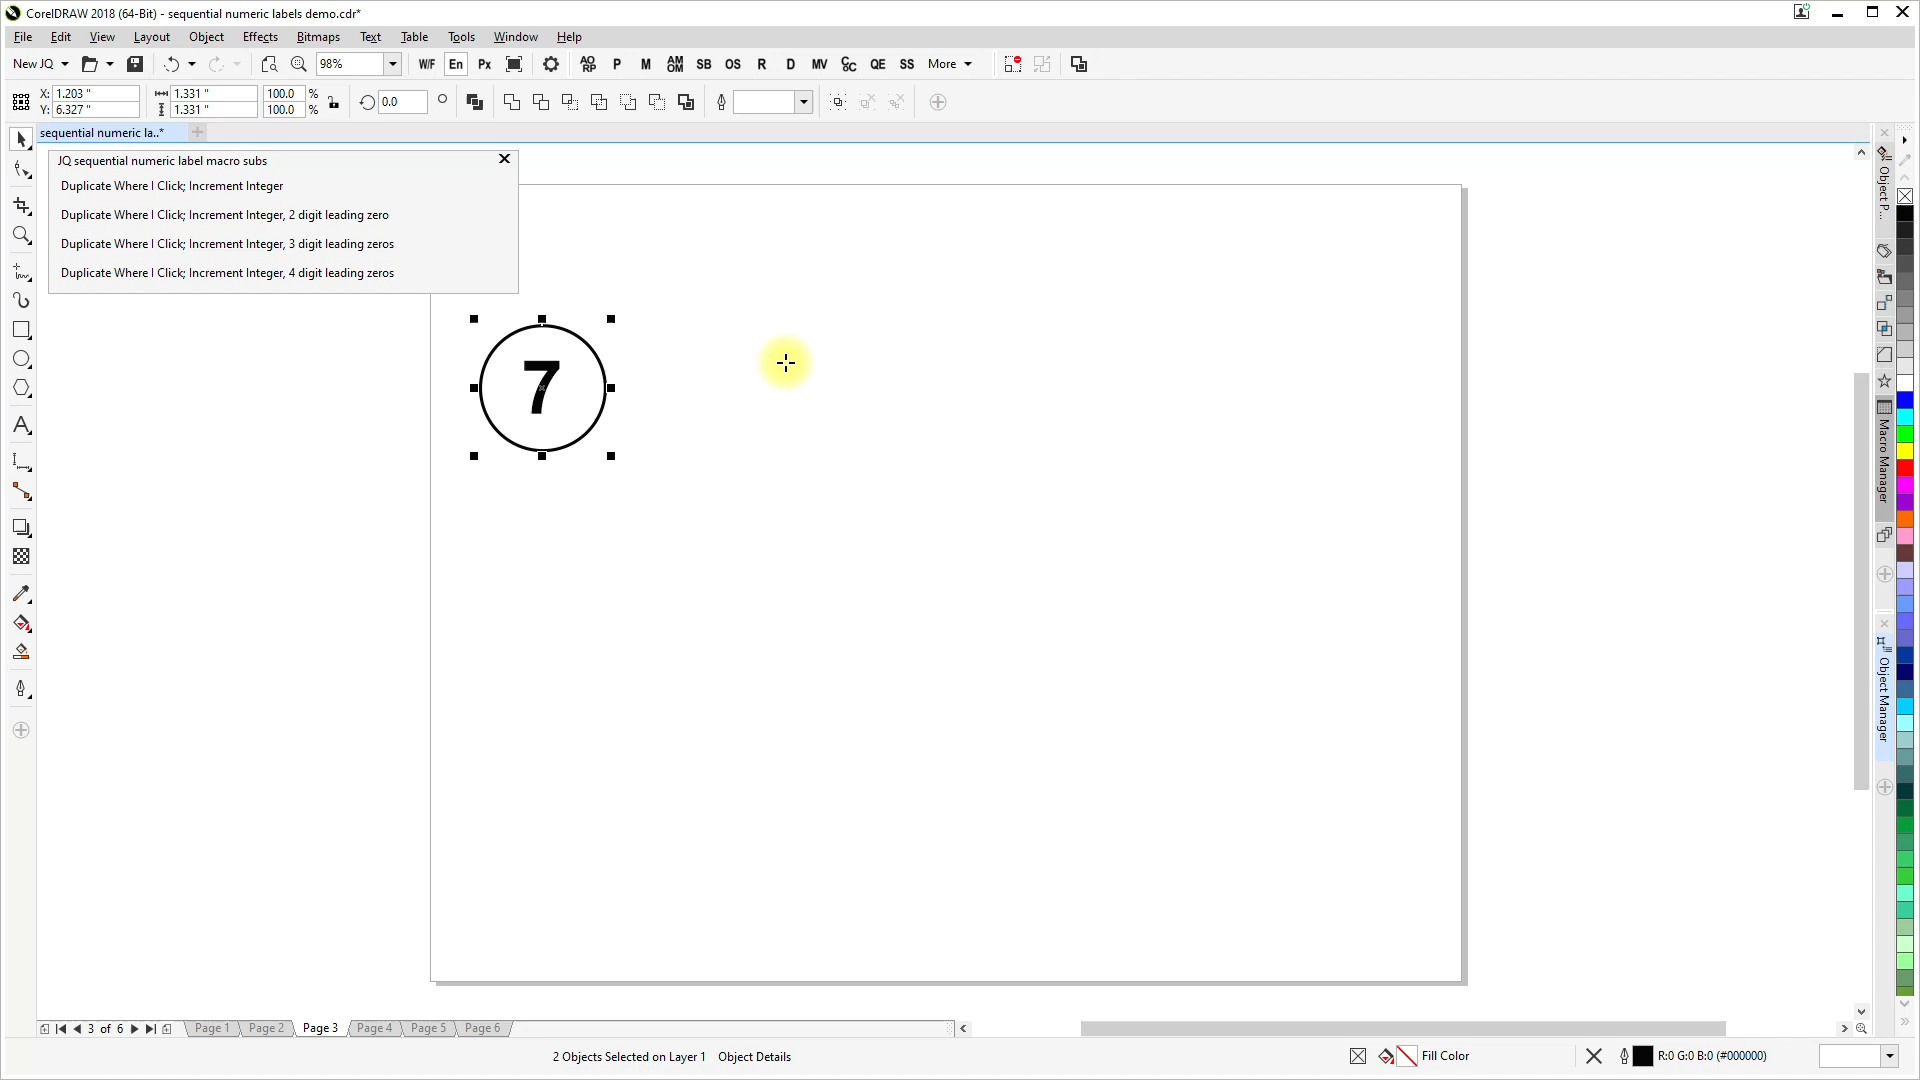 CorelDRAW 2018 (64-Bit) - sequential numeric labels demo.cdr*
File Edit View Layout Object Effects Bitmaps Text Table Tools Window Help
New JQ 98% W/F En Px AO RP P M AM OM SB OS R D MV CC OC QE SS More
X: 1.203 " 1.331 " 100.0 % 0.0
Y: 6.327 " 1.331 " 100.0 %
sequential numeric la..*
JQ sequential numeric label macro subs
Duplicate Where I Click; Increment Integer
Duplicate Where I Click; Increment Integer, 2 digit leading zero
Duplicate Where I Click; Increment Integer, 3 digit leading zeros
Duplicate Where I Click; Increment Integer, 4 digit leading zeros
7
Object P...
Macro Manager
Object Manager
3 of 6 Page 1 Page 2 Page 3 Page 4 Page 5 Page 6
2 Objects Selected on Layer 1 Object Details Fill Color R:0 G:0 B:0 (#000000)